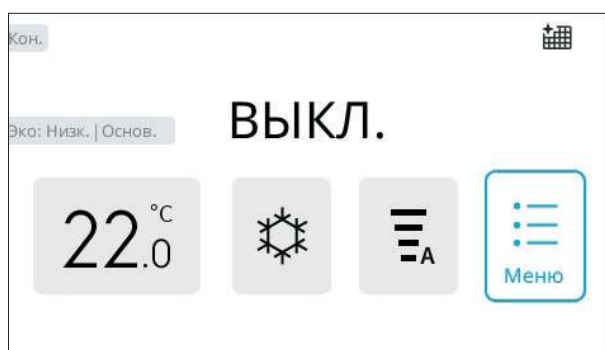 Кон.
ВЫКЛ.
Эко: Низк. | Основ.
22.0 °C
A
Меню